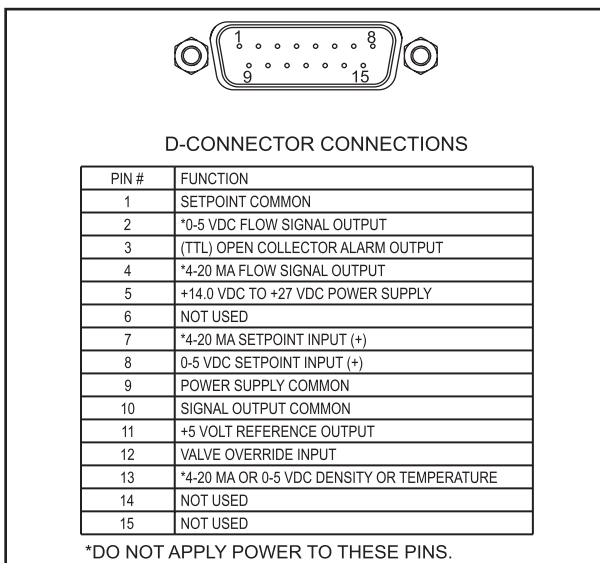 1 8
9 15
D-CONNECTOR CONNECTIONS
PIN # FUNCTION
1 SETPOINT COMMON
2 *0-5 VDC FLOW SIGNAL OUTPUT
3 (TTL) OPEN COLLECTOR ALARM OUTPUT
4 *4-20 MA FLOW SIGNAL OUTPUT
5 +14.0 VDC TO +27 VDC POWER SUPPLY
6 NOT USED
7 *4-20 MA SETPOINT INPUT (+)
8 0-5 VDC SETPOINT INPUT (+)
9 POWER SUPPLY COMMON
10 SIGNAL OUTPUT COMMON
11 +5 VOLT REFERENCE OUTPUT
12 VALVE OVERRIDE INPUT
13 *4-20 MA OR 0-5 VDC DENSITY OR TEMPERATURE
14 NOT USED
15 NOT USED
*DO NOT APPLY POWER TO THESE PINS.